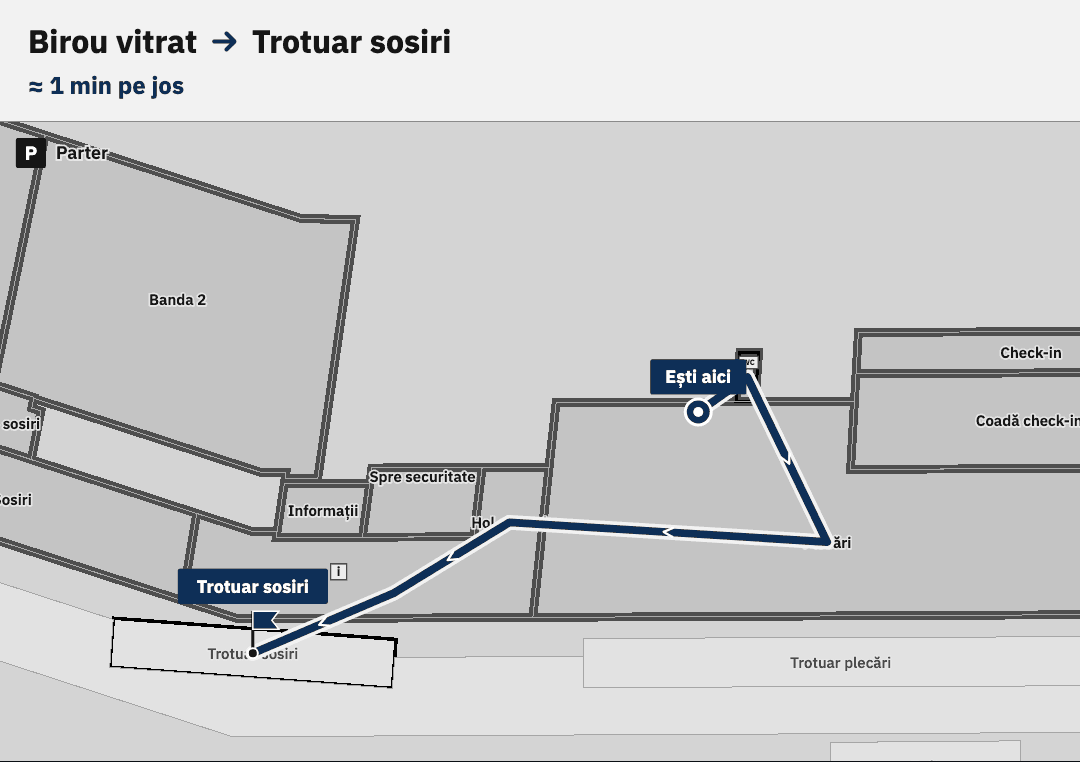 Birou vitrat → Trotuar sosiri
≈ 1 min pe jos
P Parter
Banda 2
wc
Ești aici
Check-in
sosiri
Coadă check-in
Spre securitate
Sosiri
Informații
Hol
ări
i
Trotuar sosiri
Trotuar sosiri
Trotuar plecări